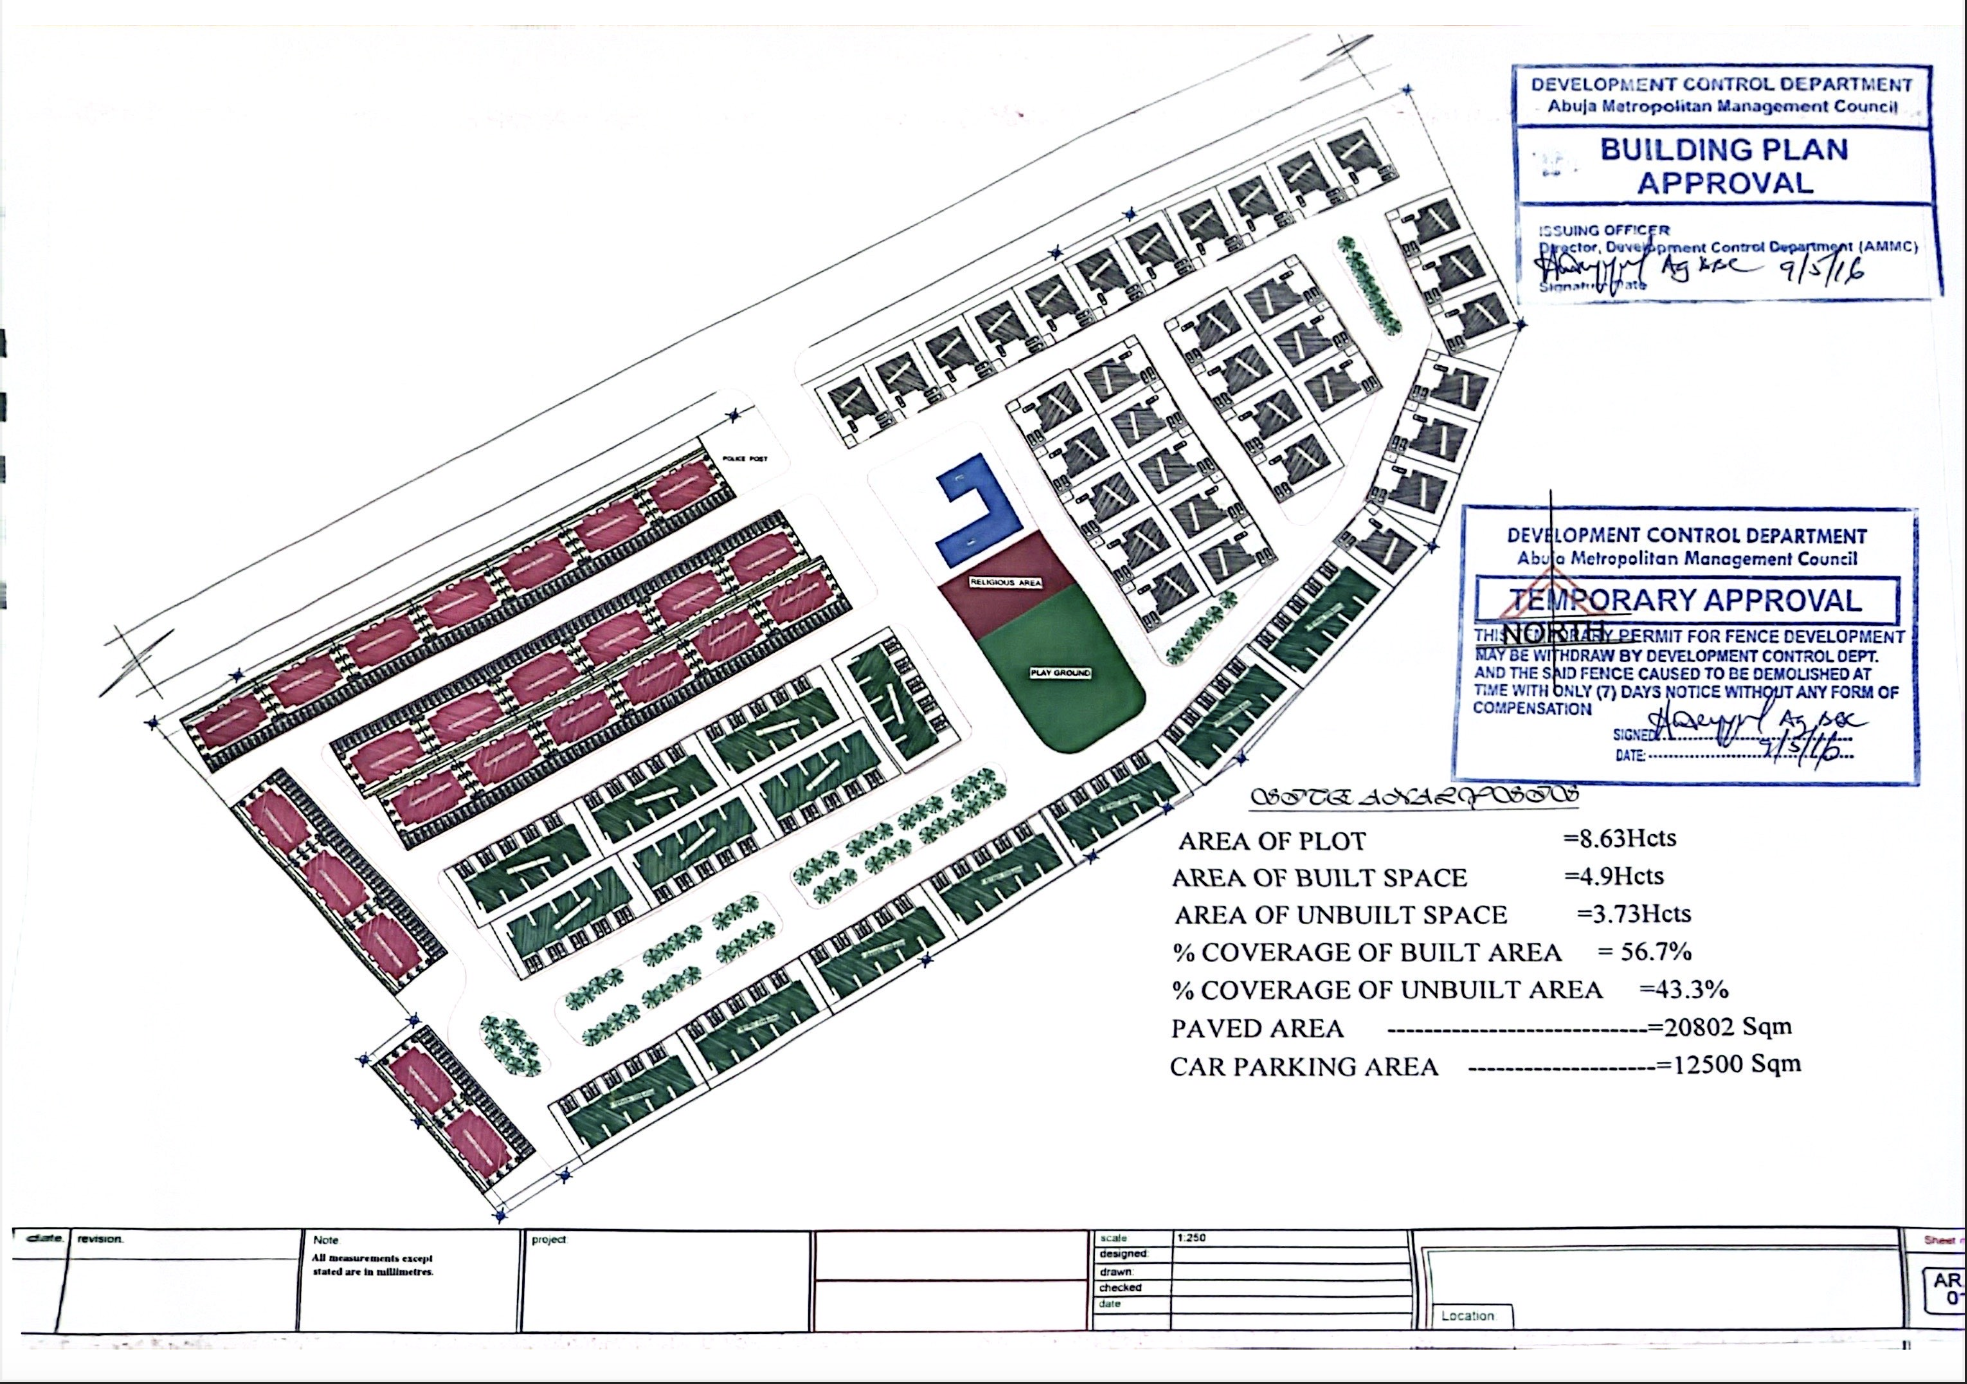 DEVELOPMENT CONTROL DEPARTMENT
Abuja Metropolitan Management Council
BUILDING PLAN
APPROVAL
ISSUING OFFICER
Director, Development Control Department (AMMC)
9/5/16
Signature/Date
POLICE POST
RELIGIOUS AREA
PLAY GROUND
DEVELOPMENT CONTROL DEPARTMENT
Abuja Metropolitan Management Council
TEMPORARY APPROVAL
NORTH
THIS TEMPORARY PERMIT FOR FENCE DEVELOPMENT
MAY BE WITHDRAW BY DEVELOPMENT CONTROL DEPT.
AND THE SAID FENCE CAUSED TO BE DEMOLISHED AT
TIME WITH ONLY (7) DAYS NOTICE WITHOUT ANY FORM OF
COMPENSATION
SIGNED
DATE: 9/5/16
SITE ANALYSIS
AREA OF PLOT =8.63Hcts
AREA OF BUILT SPACE =4.9Hcts
AREA OF UNBUILT SPACE =3.73Hcts
% COVERAGE OF BUILT AREA = 56.7%
% COVERAGE OF UNBUILT AREA =43.3%
PAVED AREA ----------------------------=20802 Sqm
CAR PARKING AREA --------------------=12500 Sqm
date. revision.
Note
All measurements except
stated are in millimetres.
project
scale 1:250
designed:
drawn:
checked
date
Location
Sheet
AR
01